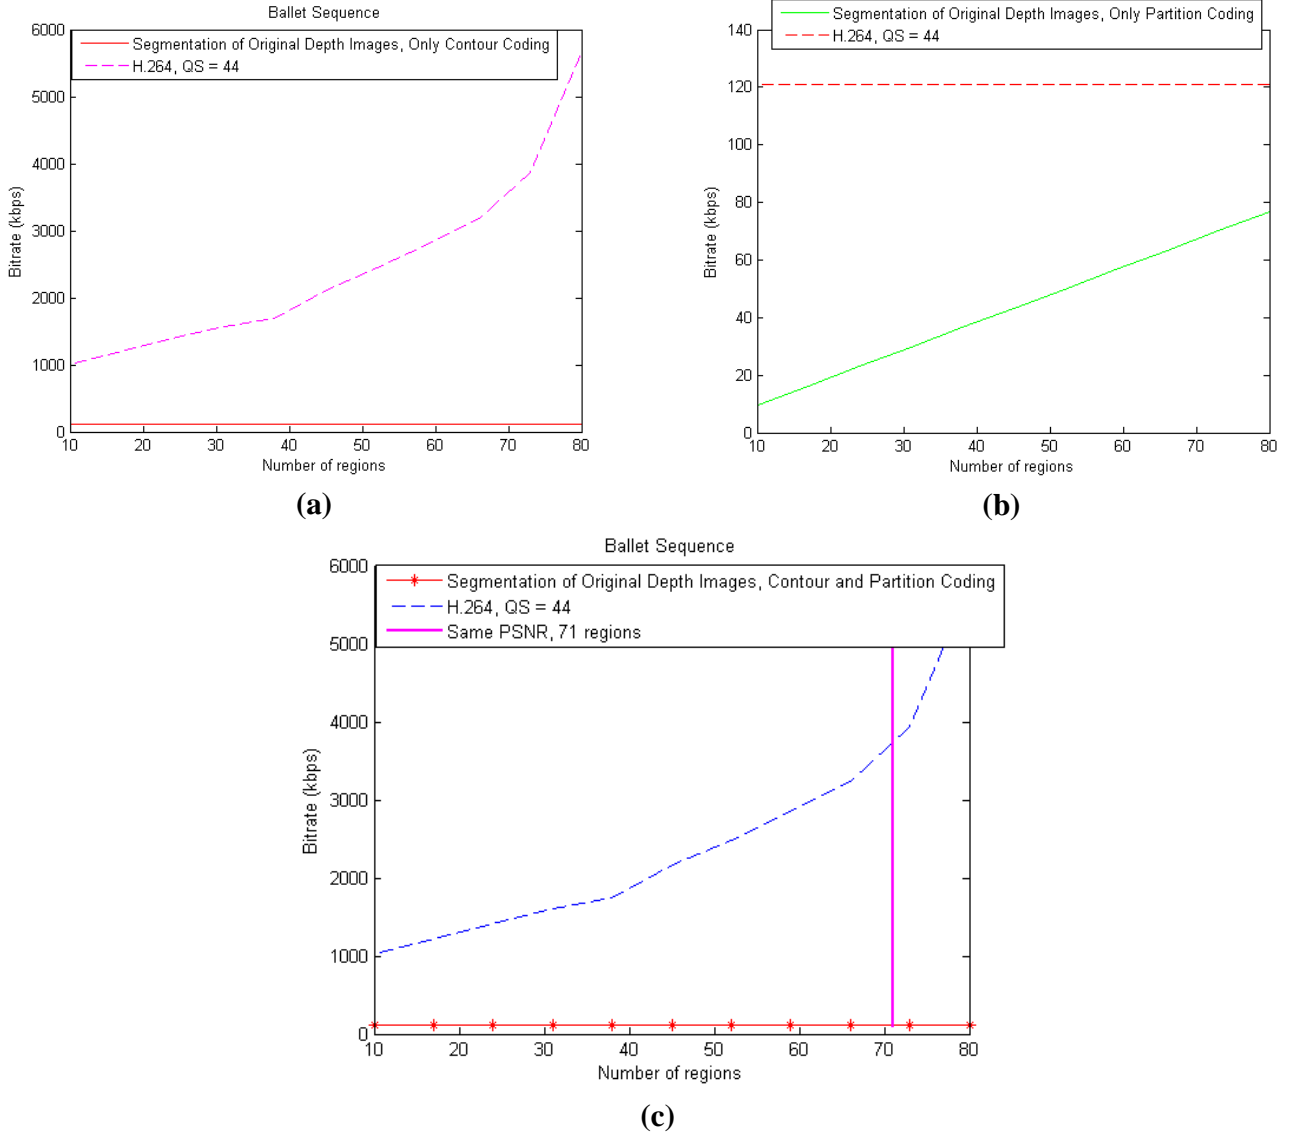 Ballet Sequence
6000
5000
4000
3000
2000
1000
0
Segmentation of Original Depth Images, Only Contour Coding
H.264, QS = 44
Bitrate (kbps)
10 20 30 40 50 60 70 80
Number of regions
(a)
140
120
100
80
60
40
20
0
Segmentation of Original Depth Images, Only Partition Coding
H.264, QS = 44
Bitrate (kbps)
10 20 30 40 50 60 70 80
Number of regions
(b)
Ballet Sequence
6000
5000
4000
3000
2000
1000
0
Segmentation of Original Depth Images, Contour and Partition Coding
H.264, QS = 44
Same PSNR, 71 regions
Bitrate (kbps)
10 20 30 40 50 60 70 80
Number of regions
(c)